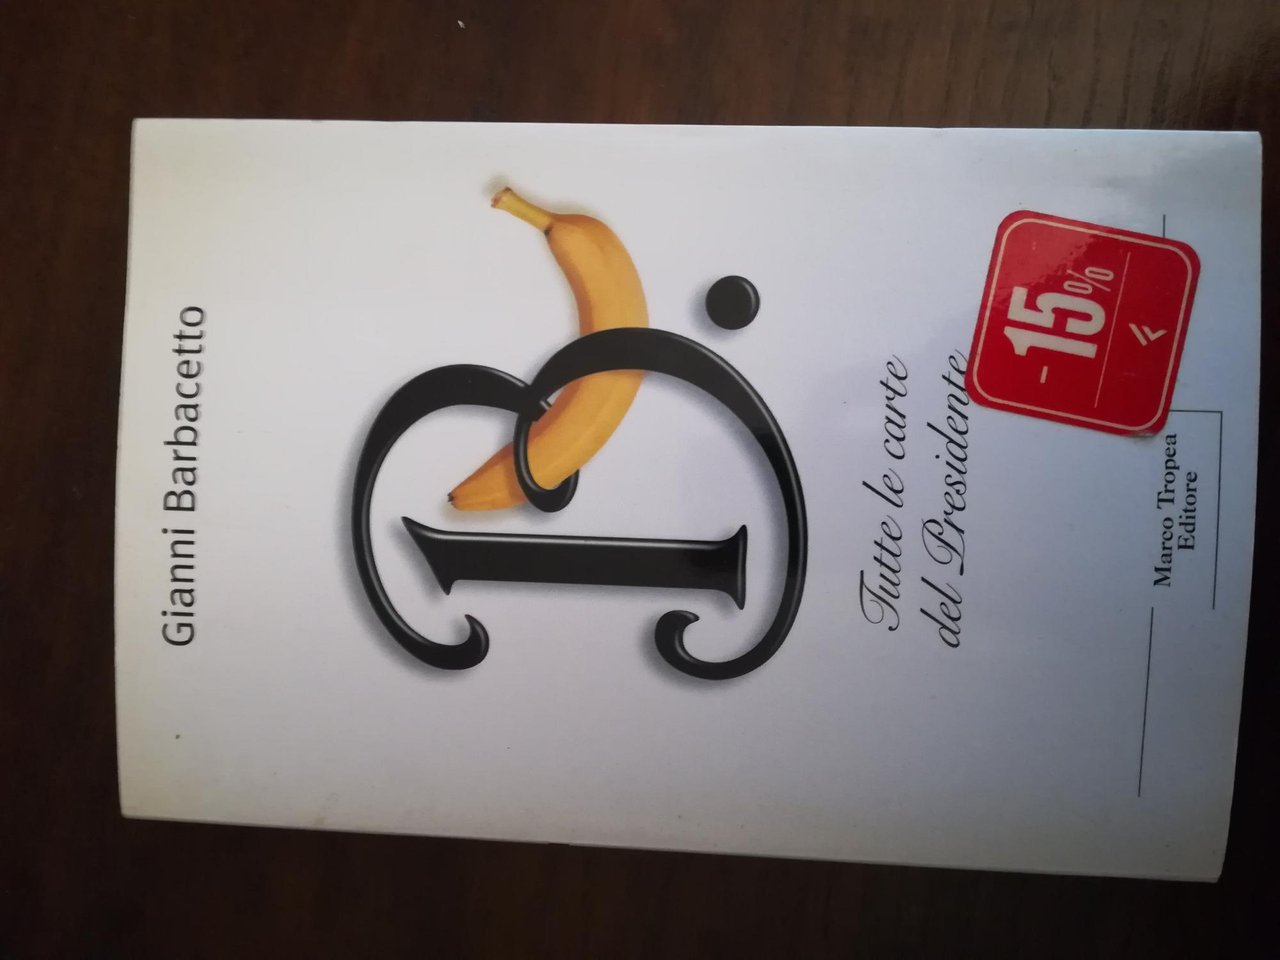 Gianni Barbacetto
B.
Tutte le carte
del Presidente
-15%
Marco Tropea
Editore